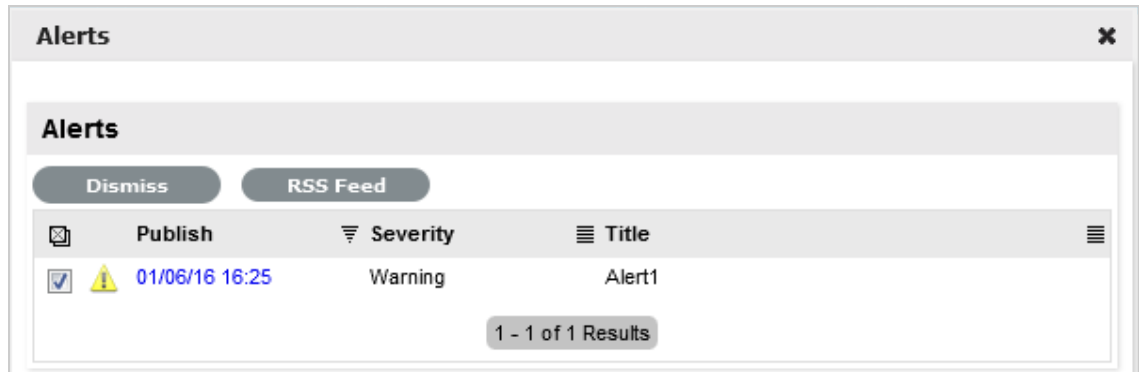 Alerts
Alerts
Dismiss RSS Feed
Publish Severity Title
01/06/16 16:25 Warning Alert1
1 - 1 of 1 Results